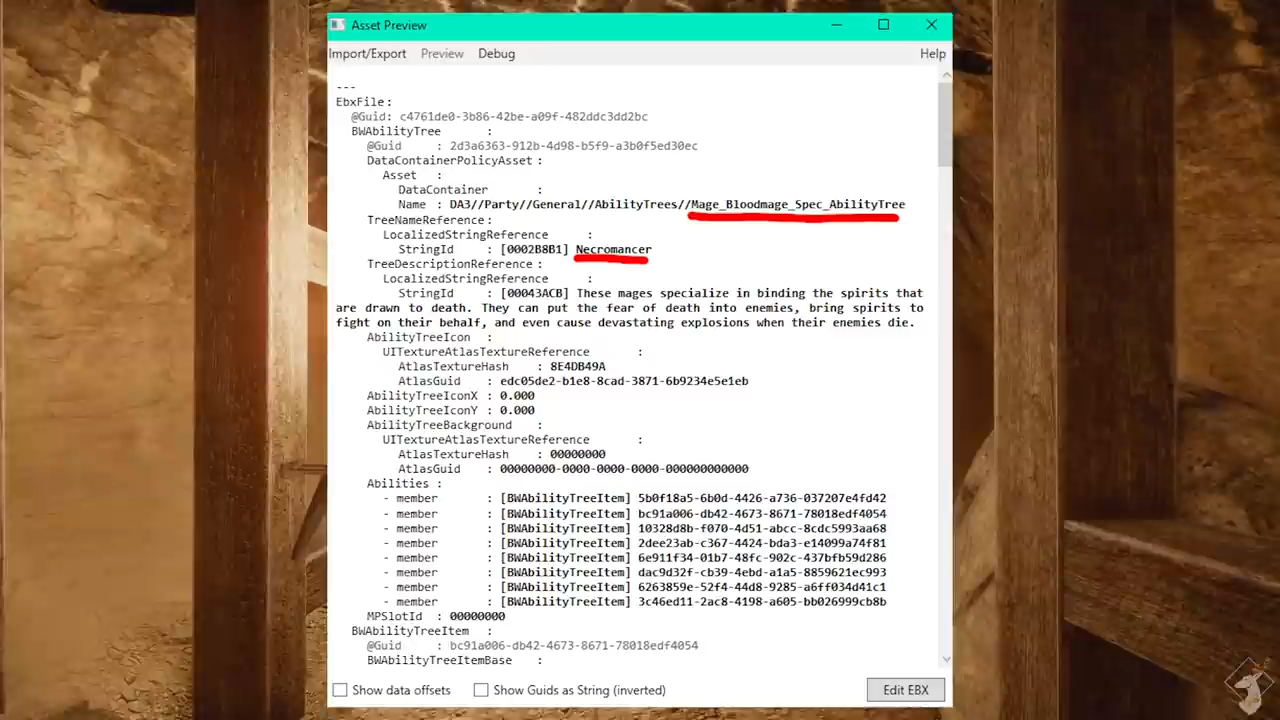 Asset Preview
Import/Export Preview Debug Help
---
EbxFile:
@Guid: c4761de0-3b86-42be-a09f-482ddc3dd2bc
BWAbilityTree :
@Guid : 2d3a6363-912b-4d98-b5f9-a3b0f5ed30ec
DataContainerPolicyAsset :
Asset :
DataContainer :
Name : DA3//Party//General//AbilityTrees//Mage_Bloodmage_Spec_AbilityTree
TreeNameReference :
LocalizedStringReference :
StringId : [0002B8B1] Necromancer
TreeDescriptionReference :
LocalizedStringReference :
StringId : [00043ACB] These mages specialize in binding the spirits that
are drawn to death. They can put the fear of death into enemies, bring spirits to
fight on their behalf, and even cause devastating explosions when their enemies die.
AbilityTreeIcon :
UITextureAtlasTextureReference :
AtlasTextureHash : 8E4DB49A
AtlasGuid : edc05de2-b1e8-8cad-3871-6b9234e5e1eb
AbilityTreeIconX : 0.000
AbilityTreeIconY : 0.000
AbilityTreeBackground :
UITextureAtlasTextureReference :
AtlasTextureHash : 00000000
AtlasGuid : 00000000-0000-0000-0000-000000000000
Abilities :
- member : [BWAbilityTreeItem] 5b0f18a5-6b0d-4426-a736-037207e4fd42
- member : [BWAbilityTreeItem] bc91a006-db42-4673-8671-78018edf4054
- member : [BWAbilityTreeItem] 10328d8b-f070-4d51-abcc-8cdc5993aa68
- member : [BWAbilityTreeItem] 2dee23ab-c367-4424-bda3-e14099a74f81
- member : [BWAbilityTreeItem] 6e911f34-01b7-48fc-902c-437bfb59d286
- member : [BWAbilityTreeItem] dac9d32f-cb39-4ebd-a1a5-8859621ec993
- member : [BWAbilityTreeItem] 6263859e-52f4-44d8-9285-a6ff034d41c1
- member : [BWAbilityTreeItem] 3c46ed11-2ac8-4198-a605-bb026999cb8b
MPSlotId : 00000000
BWAbilityTreeItem :
@Guid : bc91a006-db42-4673-8671-78018edf4054
BWAbilityTreeItemBase :
Show data offsets Show Guids as String (inverted) Edit EBX